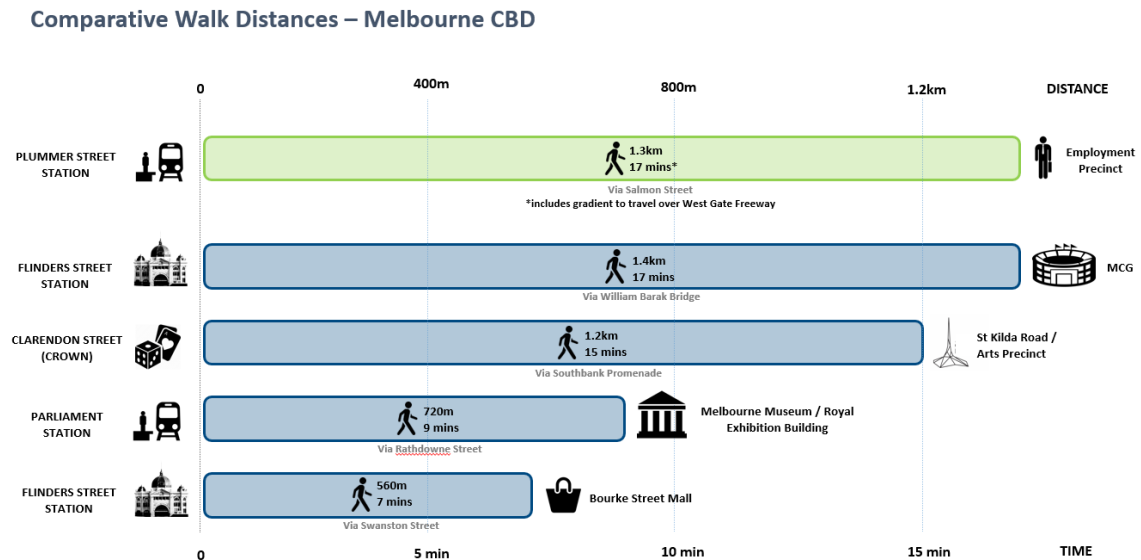 Comparative Walk Distances – Melbourne CBD
0
400m
800m
1.2km
DISTANCE
PLUMMER STREET
STATION
1.3km
17 mins*
Employment
Precinct
Via Salmon Street
*includes gradient to travel over West Gate Freeway
FLINDERS STREET
STATION
1.4km
17 mins
MCG
Via William Barak Bridge
CLARENDON STREET
(CROWN)
1.2km
15 mins
St Kilda Road /
Arts Precinct
Via Southbank Promenade
PARLIAMENT
STATION
720m
9 mins
Melbourne Museum / Royal
Exhibition Building
Via Rathdowne Street
FLINDERS STREET
STATION
560m
7 mins
Bourke Street Mall
Via Swanston Street
0
5 min
10 min
15 min
TIME